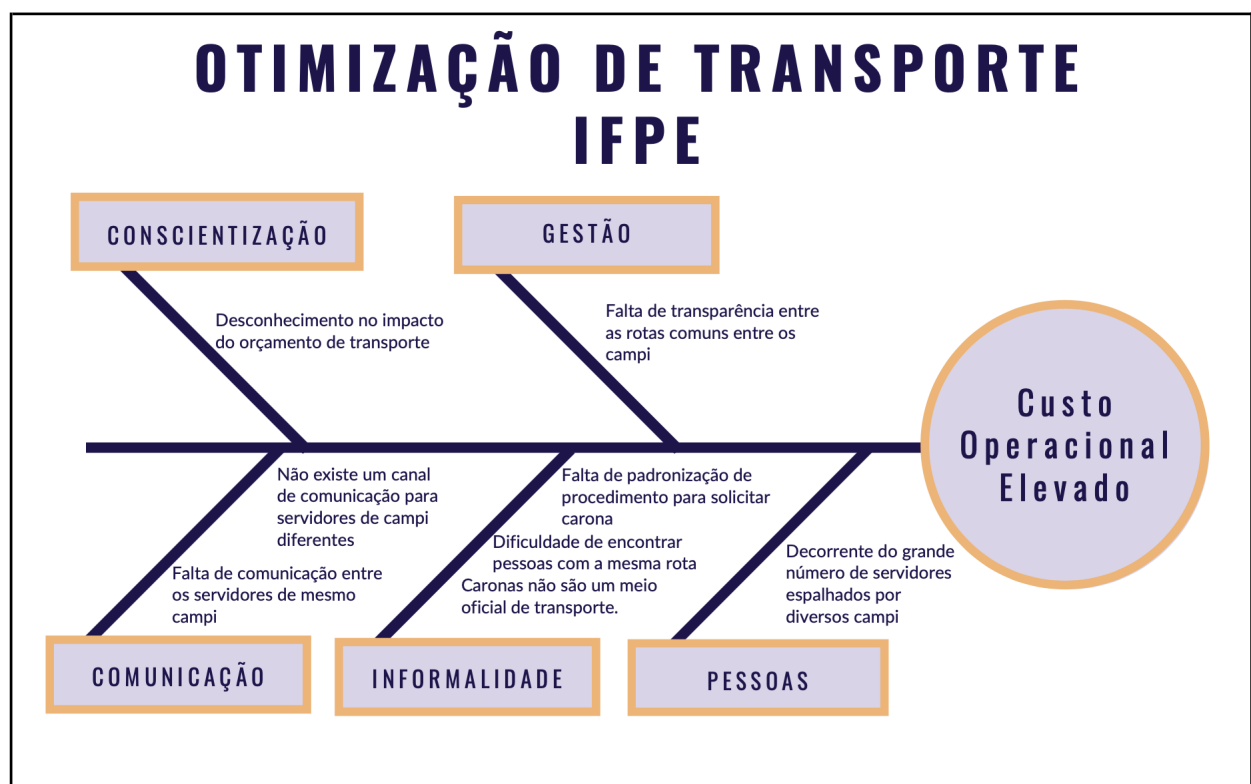 OTIMIZAÇÃO DE TRANSPORTE
IFPE
CONSCIENTIZAÇÃO
GESTÃO
Desconhecimento no impacto
do orçamento de transporte
Falta de transparência entre
as rotas comuns entre os
campi
Custo
Operacional
Elevado
Não existe um canal
de comunicação para
servidores de campi
diferentes
Falta de comunicação entre
os servidores de mesmo
campi
Falta de padronização de
procedimento para solicitar
carona
Dificuldade de encontrar
pessoas com a mesma rota
Caronas não são um meio
oficial de transporte.
Decorrente do grande
número de servidores
espalhados por
diversos campi
COMUNICAÇÃO
INFORMALIDADE
PESSOAS